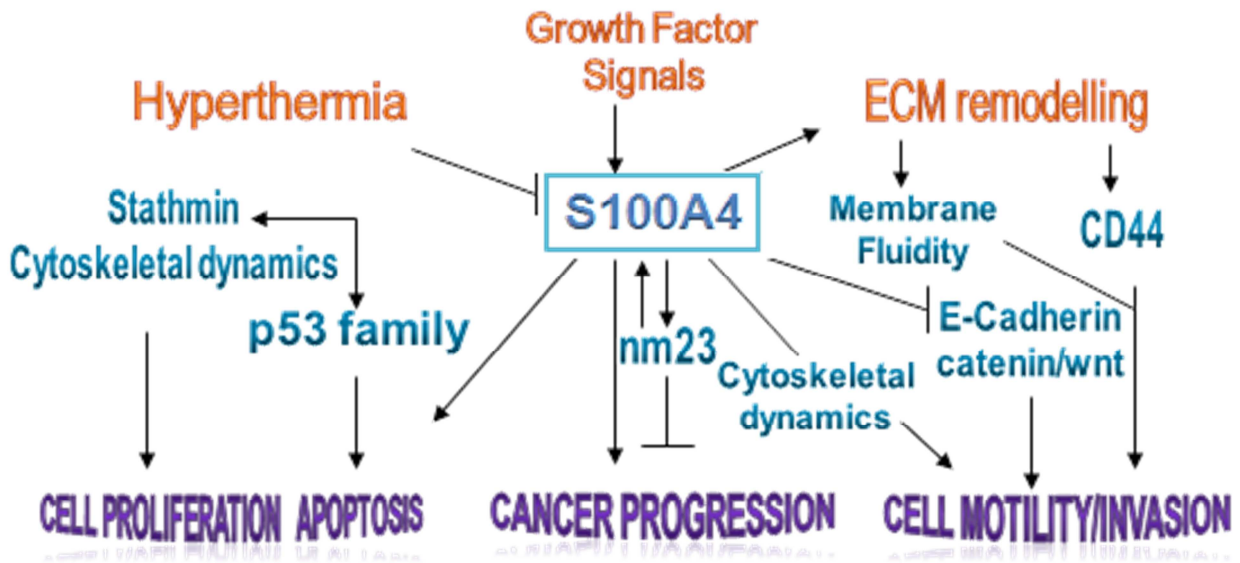 Growth Factor
Signals
Hyperthermia
ECM remodelling
S100A4
Stathmin
Cytoskeletal dynamics
Membrane
Fluidity
CD44
p53 family
nm23
E-Cadherin
catenin/wnt
Cytoskeletal
dynamics
CELL PROLIFERATION
APOPTOSIS
CANCER PROGRESSION
CELL MOTILITY/INVASION